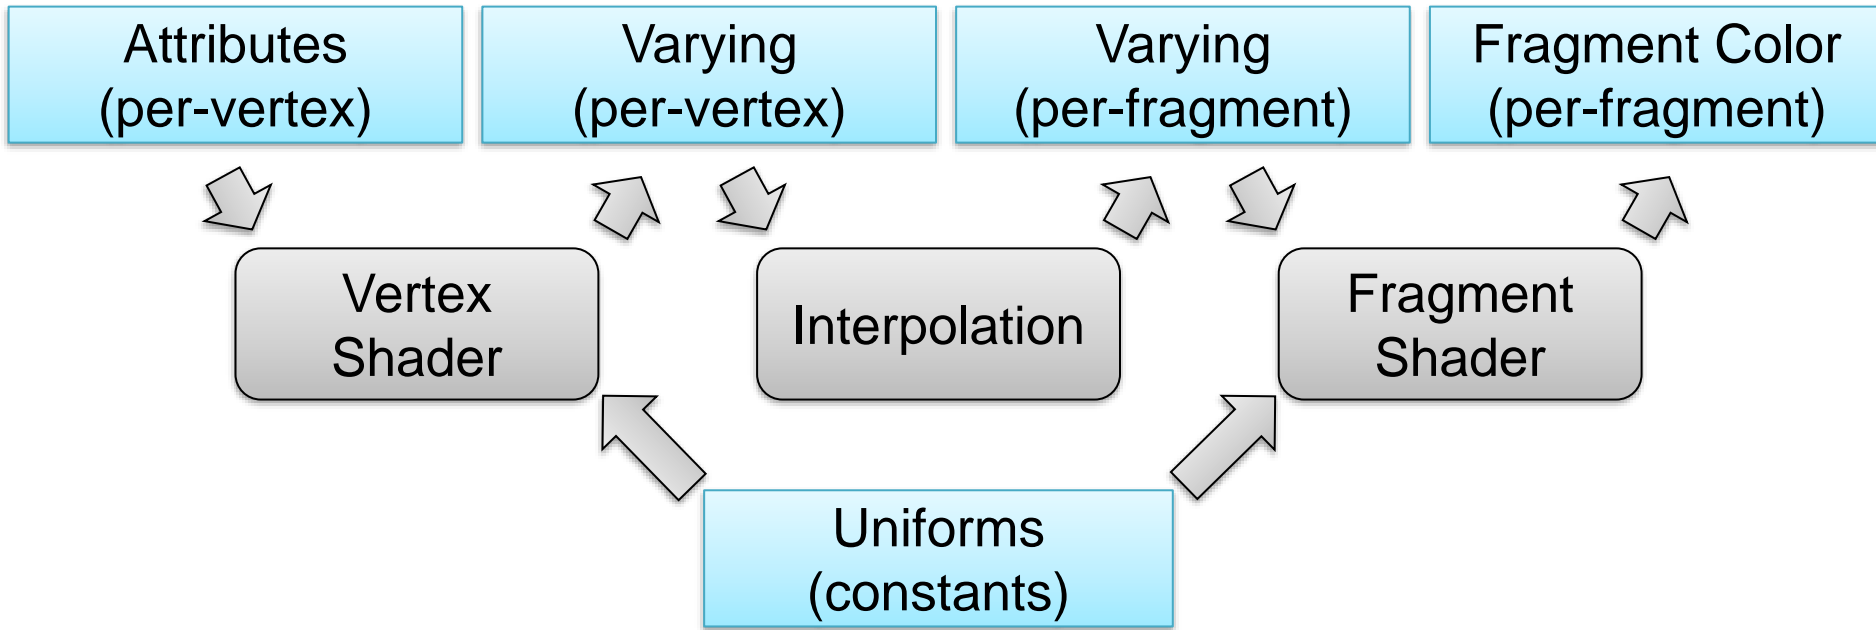 Attributes
(per-vertex)
Varying
(per-vertex)
Varying
(per-fragment)
Fragment Color
(per-fragment)
Vertex
Shader
Interpolation
Fragment
Shader
Uniforms
(constants)